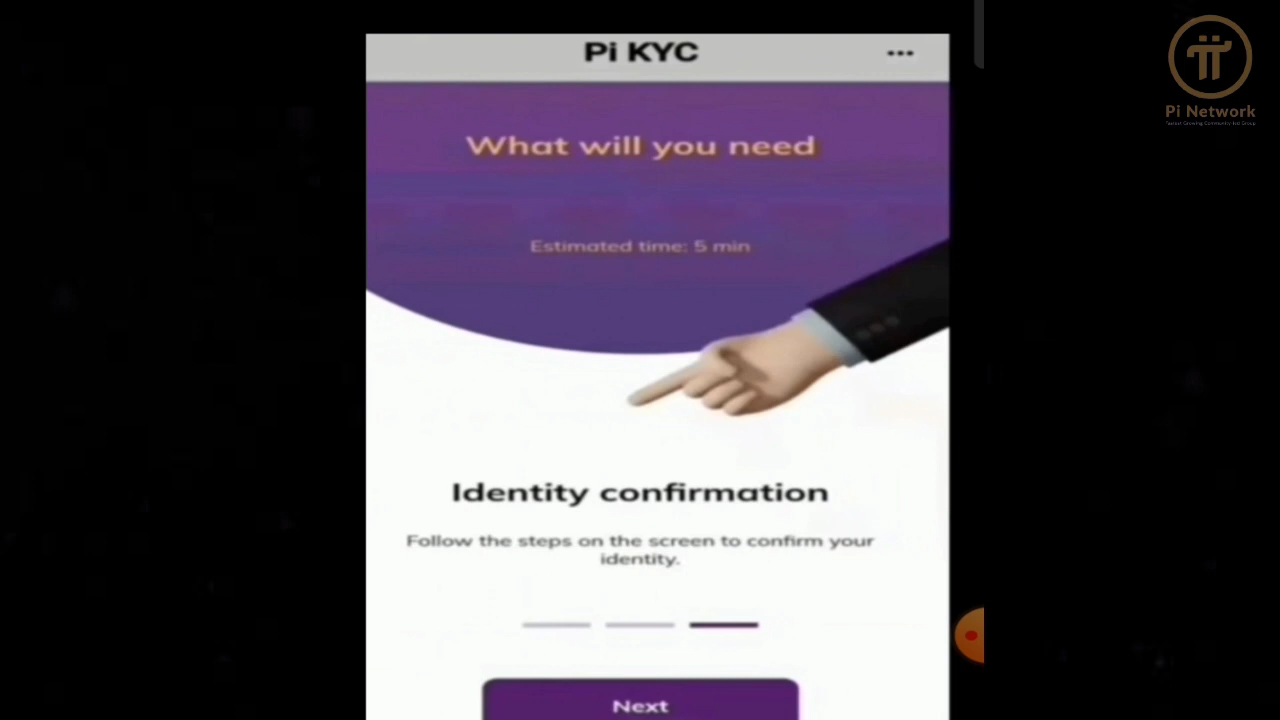 Pi KYC
Pi Network
What will you need
Estimated time: 5 min
Identity confirmation
Follow the steps on the screen to confirm your
identity.
Next